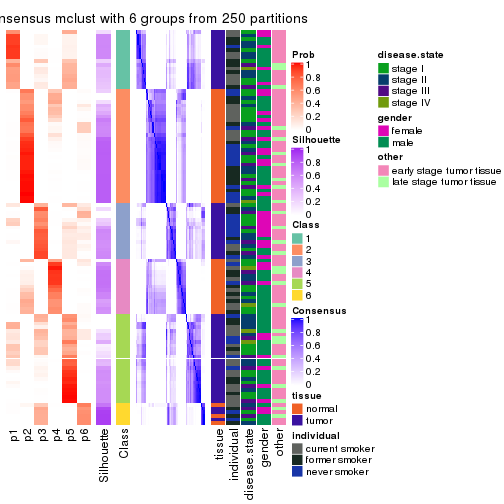 nsensus mclust with 6 groups from 250 partitions
Prob
1
0.8
0.6
0.4
0.2
0
Silhouette
1
0.8
0.6
0.4
0.2
0
Class
1
2
3
4
5
6
Consensus
1
0.8
0.6
0.4
0.2
0
tissue
normal
tumor
individual
current smoker
former smoker
never smoker
disease.state
stage I
stage II
stage III
stage IV
gender
female
male
other
early stage tumor tissue
late stage tumor tissue
p1
p2
p3
p4
p5
p6
Silhouette
Class
tissue
individual
disease.state
gender
other